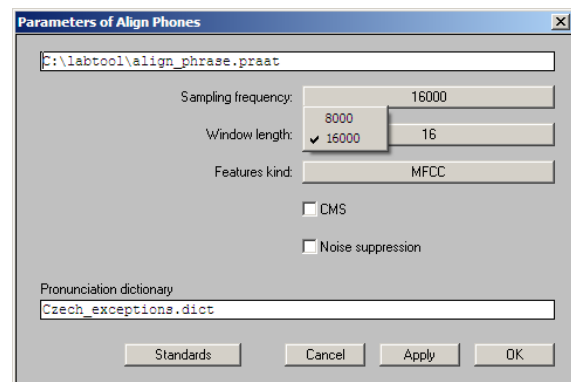 Parameters of Align Phones
C:\labtool\align_phrase.praat
Sampling frequency: 16000
8000
16000
Window length: 16
Features kind: MFCC
CMS
Noise suppression
Pronunciation dictionary
Czech_exceptions.dict
Standards Cancel Apply OK